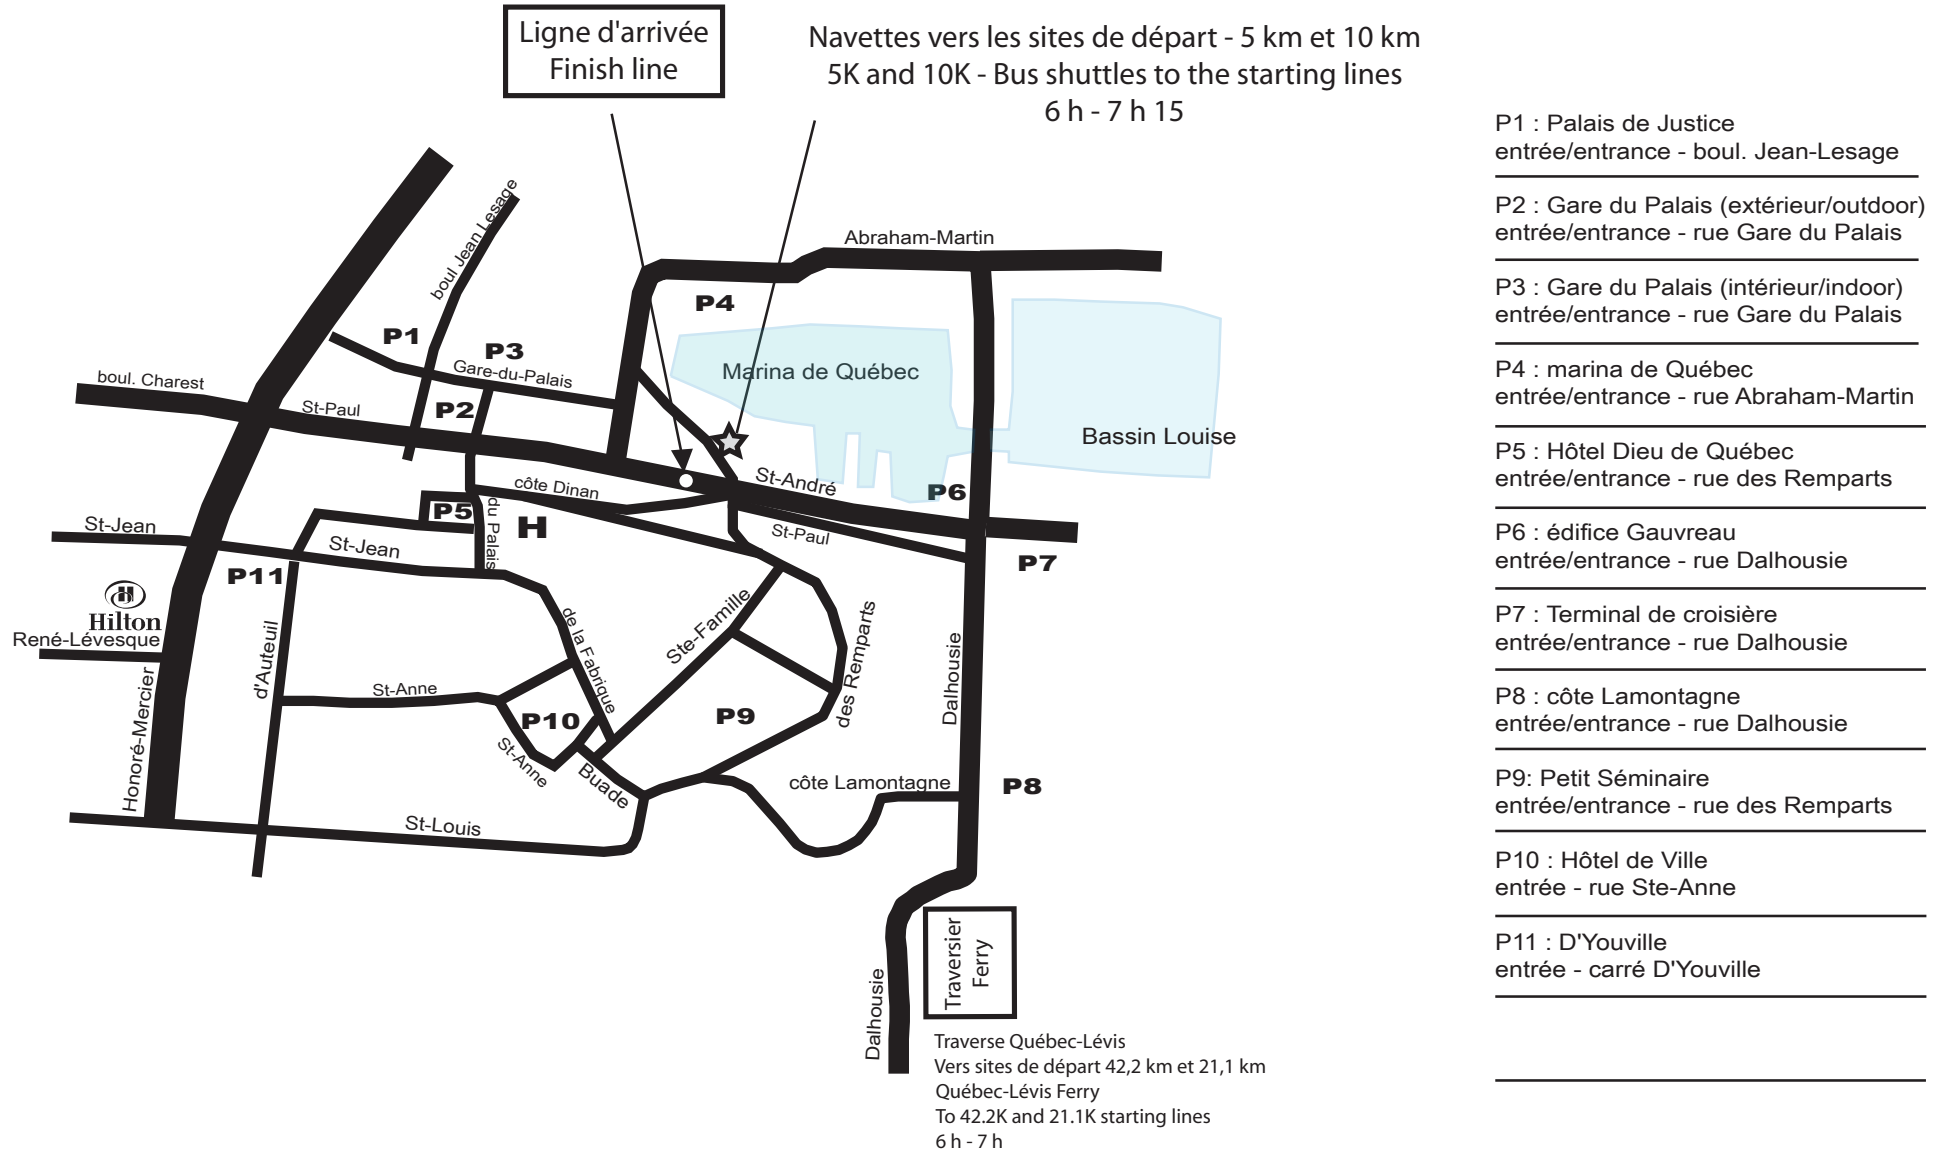 Ligne d'arrivée
Finish line
Navettes vers les sites de départ - 5 km et 10 km
5K and 10K - Bus shuttles to the starting lines
6 h - 7 h 15
boul Jean Lesage
Abraham-Martin
P4
P1
P3
Gare-du-Palais
Marina de Québec
boul. Charest
St-Paul
P2
Bassin Louise
St-André
côte Dinan
P6
P5
du Palais
H
St-Jean
St-Jean
St-Paul
P7
P11
Hilton
René-Lévesque
de la Fabrique
Ste-Famille
des Remparts
Dalhousie
d'Auteuil
Honoré-Mercier
St-Anne
P10
P9
St-Anne
Buade
côte Lamontagne
P8
St-Louis
Traversier
Ferry
Dalhousie
Traverse Québec-Lévis
Vers sites de départ 42,2 km et 21,1 km
Québec-Lévis Ferry
To 42.2K and 21.1K starting lines
6 h - 7 h
P1 : Palais de Justice
entrée/entrance - boul. Jean-Lesage
P2 : Gare du Palais (extérieur/outdoor)
entrée/entrance - rue Gare du Palais
P3 : Gare du Palais (intérieur/indoor)
entrée/entrance - rue Gare du Palais
P4 : marina de Québec
entrée/entrance - rue Abraham-Martin
P5 : Hôtel Dieu de Québec
entrée/entrance - rue des Remparts
P6 : édifice Gauvreau
entrée/entrance - rue Dalhousie
P7 : Terminal de croisière
entrée/entrance - rue Dalhousie
P8 : côte Lamontagne
entrée/entrance - rue Dalhousie
P9: Petit Séminaire
entrée/entrance - rue des Remparts
P10 : Hôtel de Ville
entrée - rue Ste-Anne
P11 : D'Youville
entrée - carré D'Youville